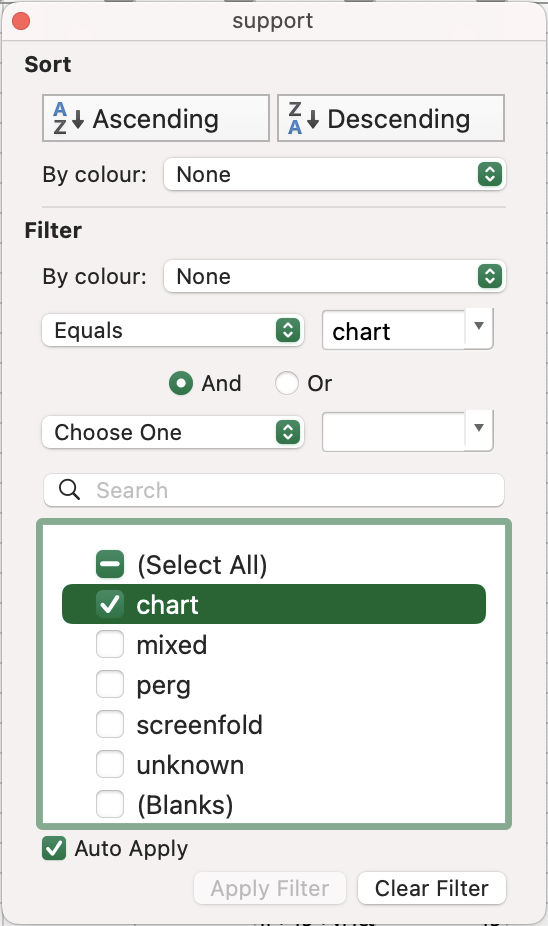 support
Sort
A Z Ascending Z A Descending
By colour: None
Filter
By colour: None
Equals chart
And Or
Choose One
Search
(Select All)
chart
mixed
perg
screenfold
unknown
(Blanks)
Auto Apply
Apply Filter Clear Filter